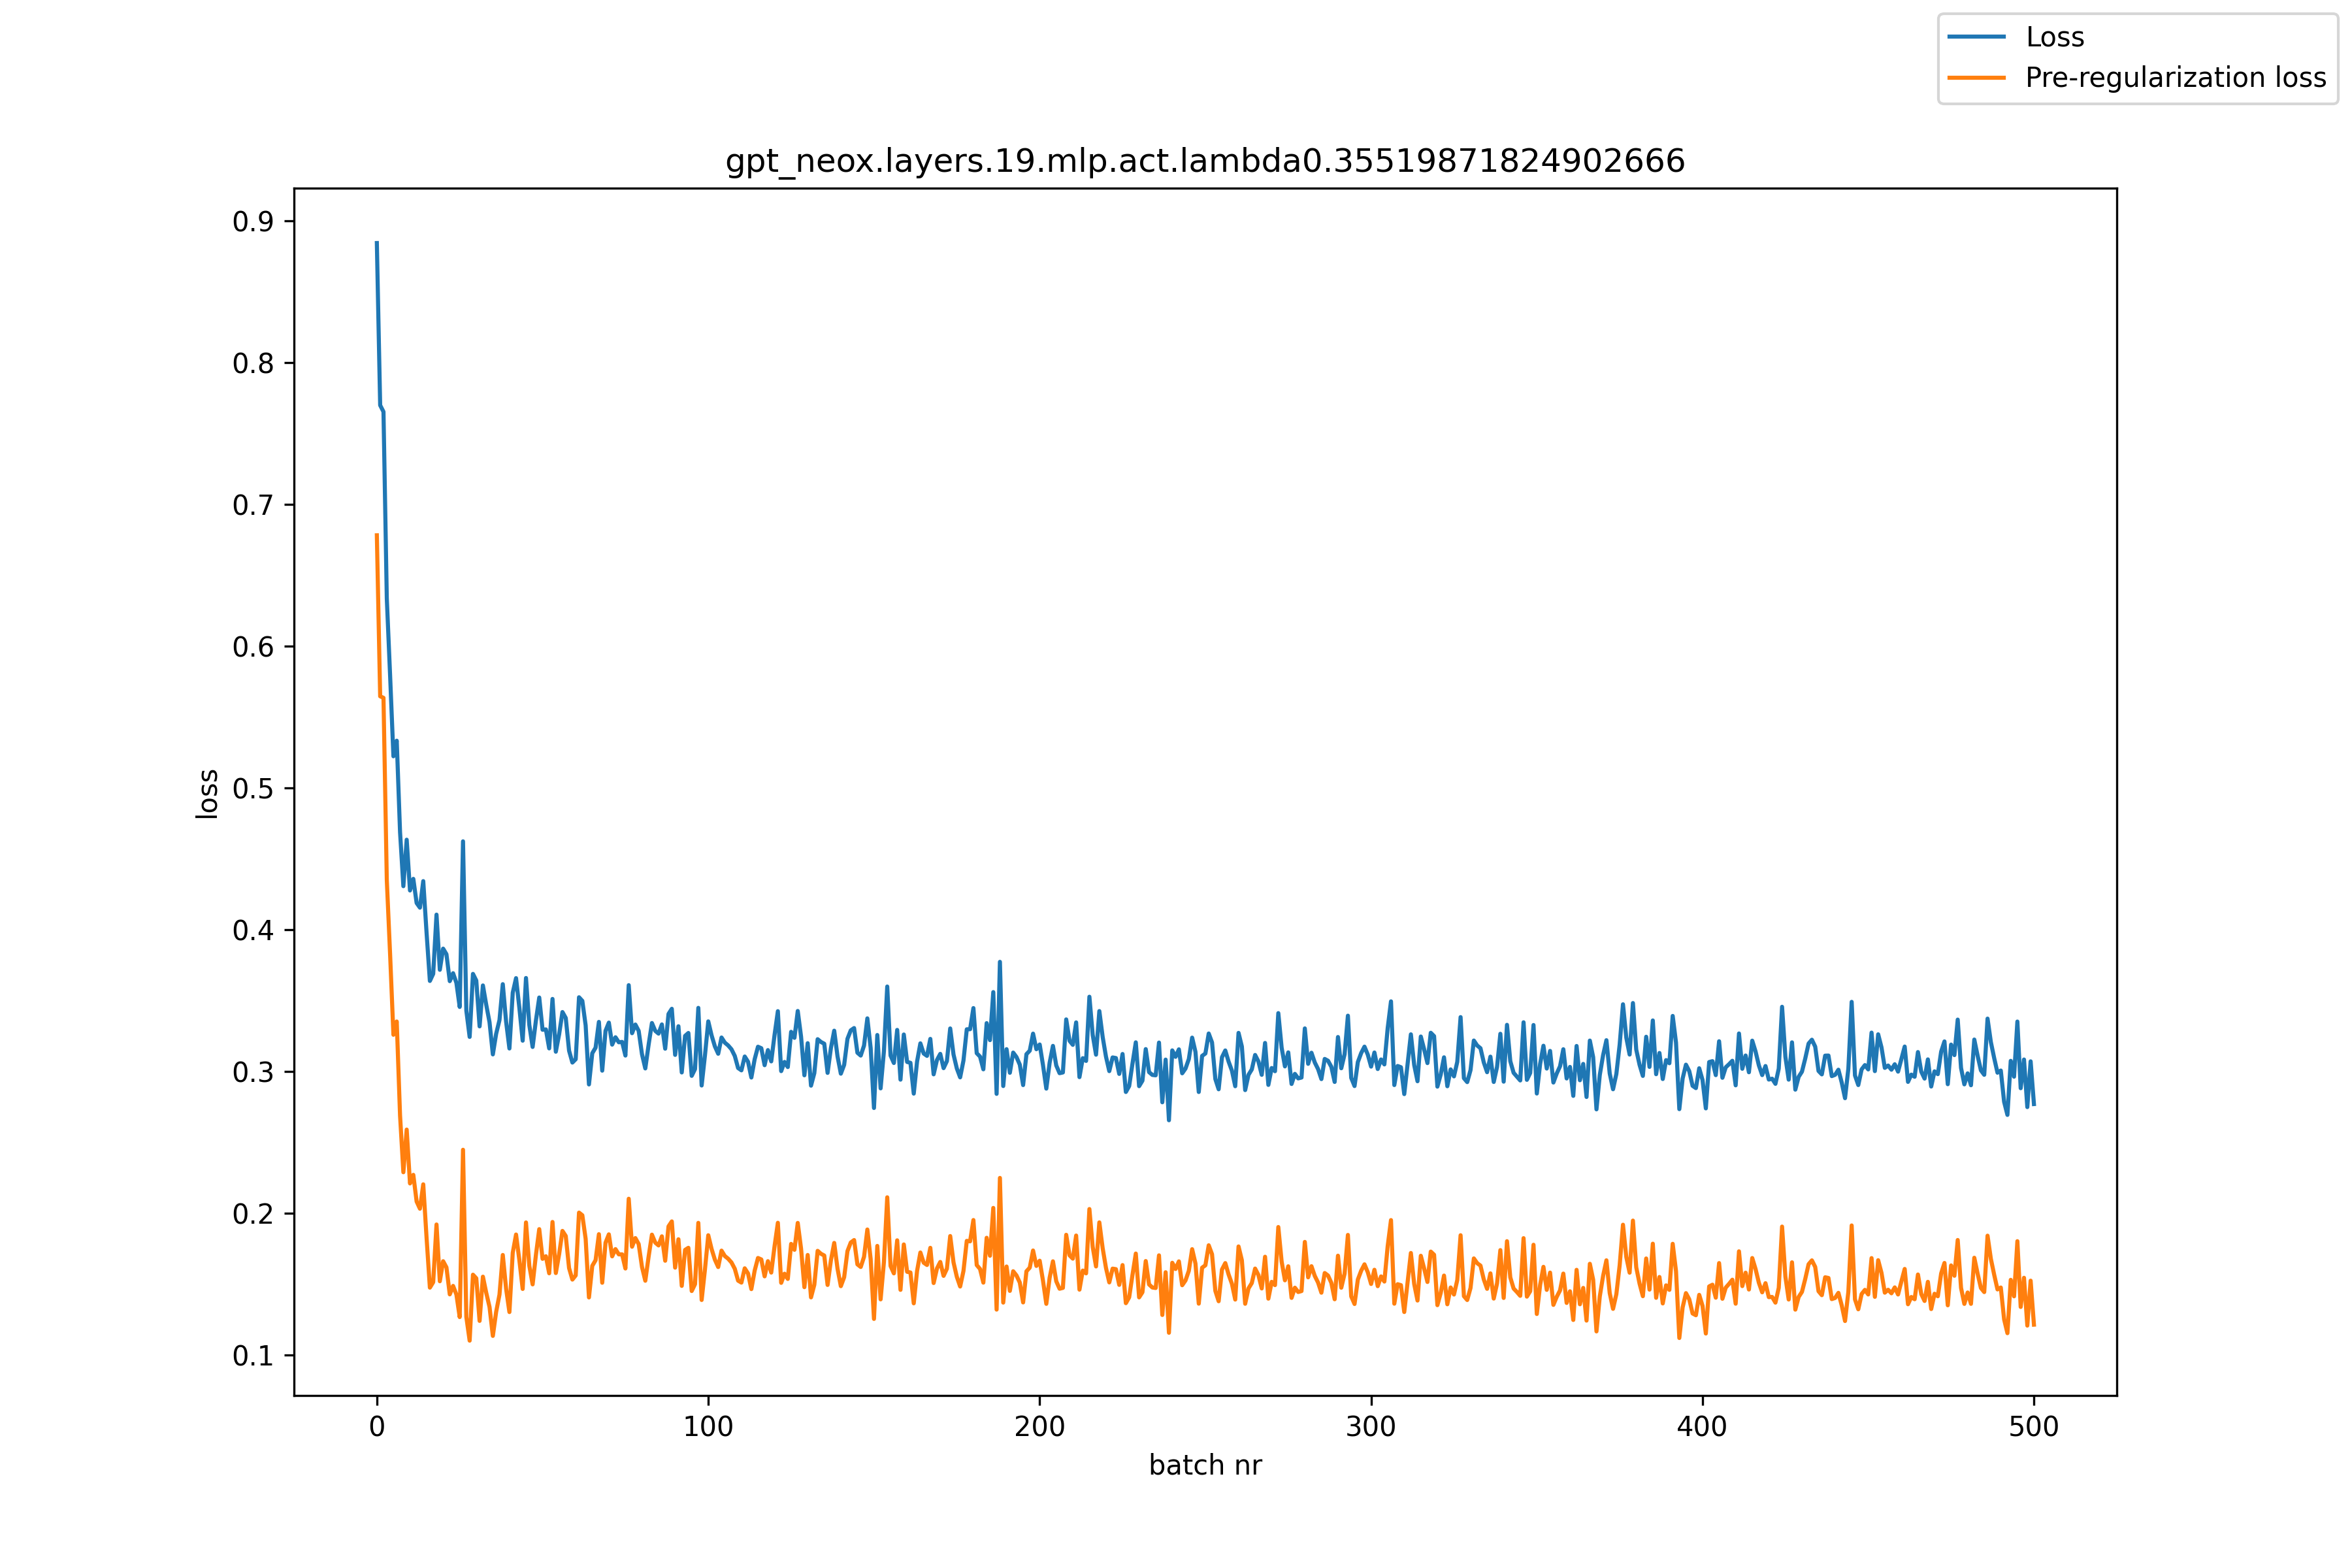 Loss
Pre-regularization loss
gpt_neox.layers.19.mlp.act.lambda0.35519871824902666
0.9
0.8
0.7
0.6
0.5
0.4
0.3
0.2
0.1
loss
0 100 200 300 400 500
batch nr